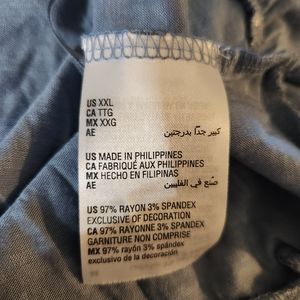 US XXL
CA TTG
MX XXG
AE كبير جدًا بدرجتين
US MADE IN PHILIPPINES
CA FABRIQUÉ AUX PHILIPPINES
MX HECHO EN FILIPINAS
AE صنع في الفلبين
US 97% RAYON 3% SPANDEX
EXCLUSIVE OF DECORATION
CA 97% RAYONNE 3% SPANDEX
GARNITURE NON COMPRISE
MX 97% rayón 3% spándex
exclusivo de la decoración